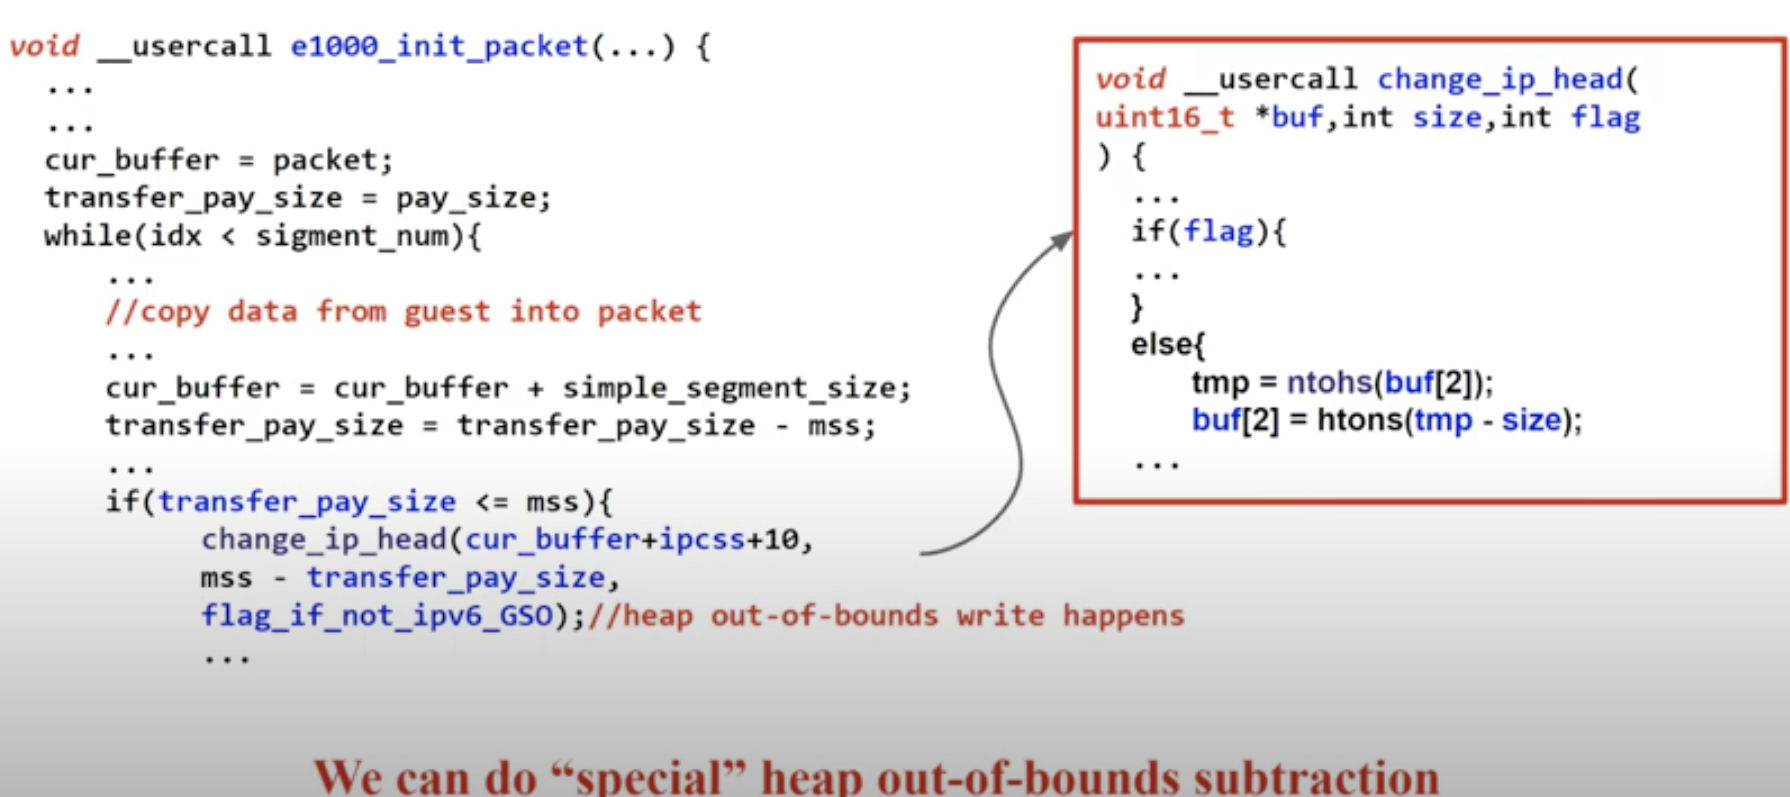 void __usercall e1000_init_packet(...) {
...
...
cur_buffer = packet;
transfer_pay_size = pay_size;
while(idx < sigment_num){
...
//copy data from guest into packet
...
cur_buffer = cur_buffer + simple_segment_size;
transfer_pay_size = transfer_pay_size - mss;
...
if(transfer_pay_size <= mss){
change_ip_head(cur_buffer+ipcss+10,
mss - transfer_pay_size,
flag_if_not_ipv6_GSO);//heap out-of-bounds write happens
...
void __usercall change_ip_head(
uint16_t *buf,int size,int flag
) {
...
if(flag){
...
}
else{
tmp = ntohs(buf[2]);
buf[2] = htons(tmp - size);
...
We can do “special” heap out-of-bounds subtraction